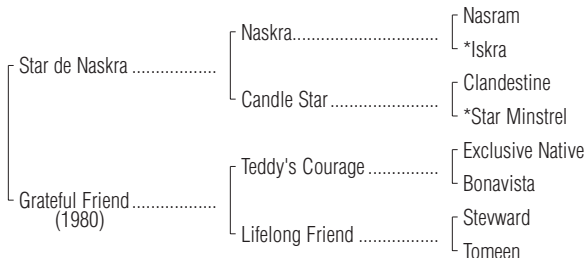 Nasram
Naskra
*Iskra
Star de Naskra
Clandestine
Candle Star
*Star Minstrel
Exclusive Native
Teddy's Courage
Bonavista
Grateful Friend
(1980)
Stevward
Lifelong Friend
Tomeen